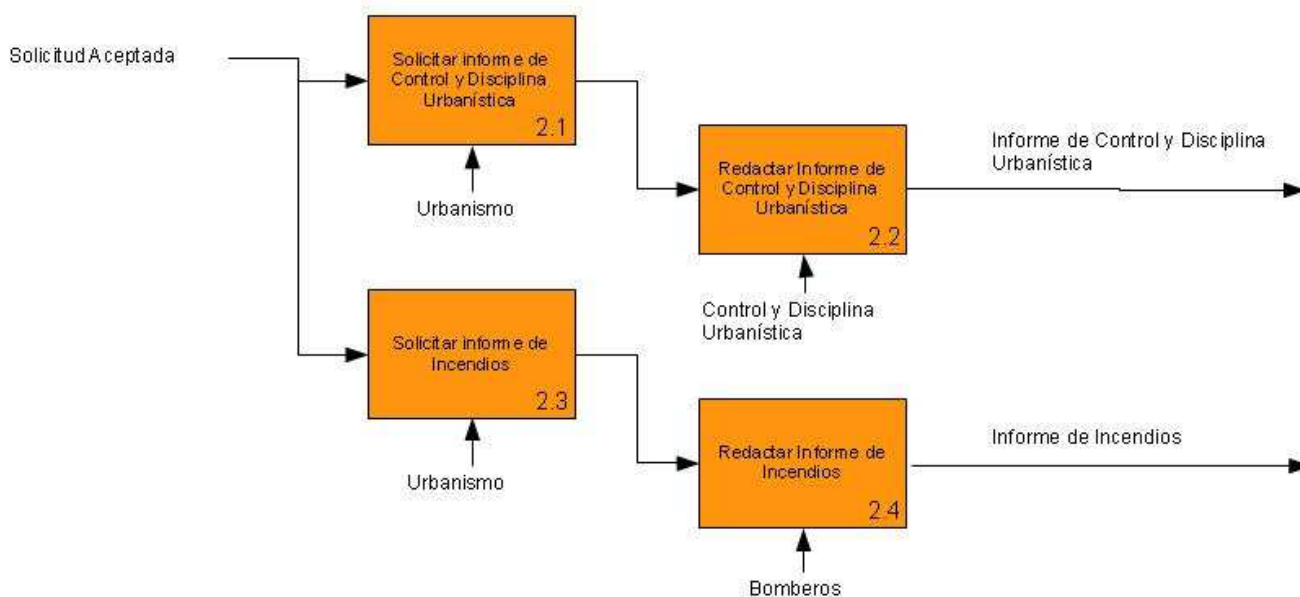 Solicitud Aceptada
Solicitar informe de
Control y Disciplina
Urbanística
2.1
Urbanismo
Redactar Informe de
Control y Disciplina
Urbanística
2.2
Control y Disciplina
Urbanística
Informe de Control y Disciplina
Urbanística
Solicitar informe de
Incendios
2.3
Urbanismo
Redactar Informe de
Incendios
2.4
Bomberos
Informe de Incendios